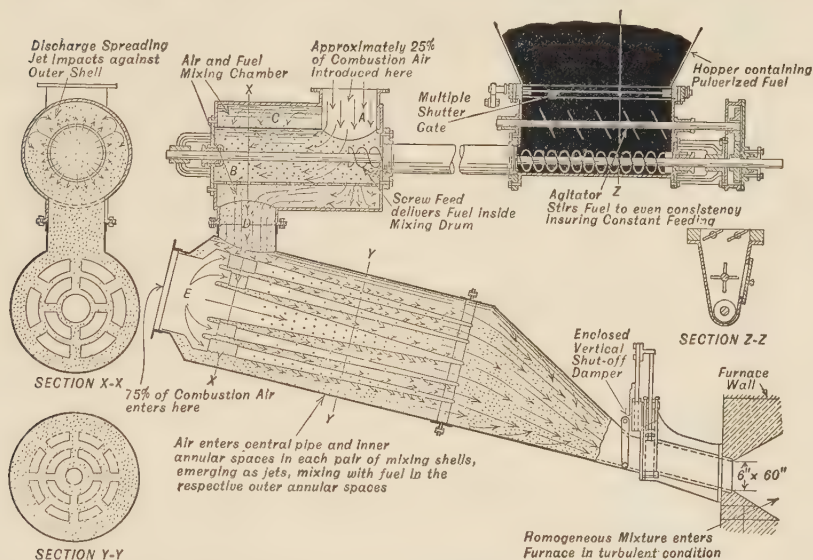 Discharge Spreading
Jet Impacts against
Outer Shell
Air and Fuel
Mixing Chamber
Approximately 25%
of Combustion Air
introduced here
Hopper containing
Pulverized Fuel
Multiple
Shutter
Gate
X
C
A
B
D
Z
Screw Feed
delivers Fuel inside
Mixing Drum
Agitator
Stirs Fuel to even consistency
Insuring Constant Feeding
Y
E
SECTION X-X
X
75% of Combustion Air
enters here
Y
SECTION Z-Z
Enclosed
Vertical
Shut-off
Damper
Furnace
Wall
Air enters central pipe and inner
annular spaces in each pair of mixing shells,
emerging as jets, mixing with fuel in the
respective outer annular spaces
6" x 60"
SECTION Y-Y
Homogeneous Mixture enters
Furnace in turbulent condition